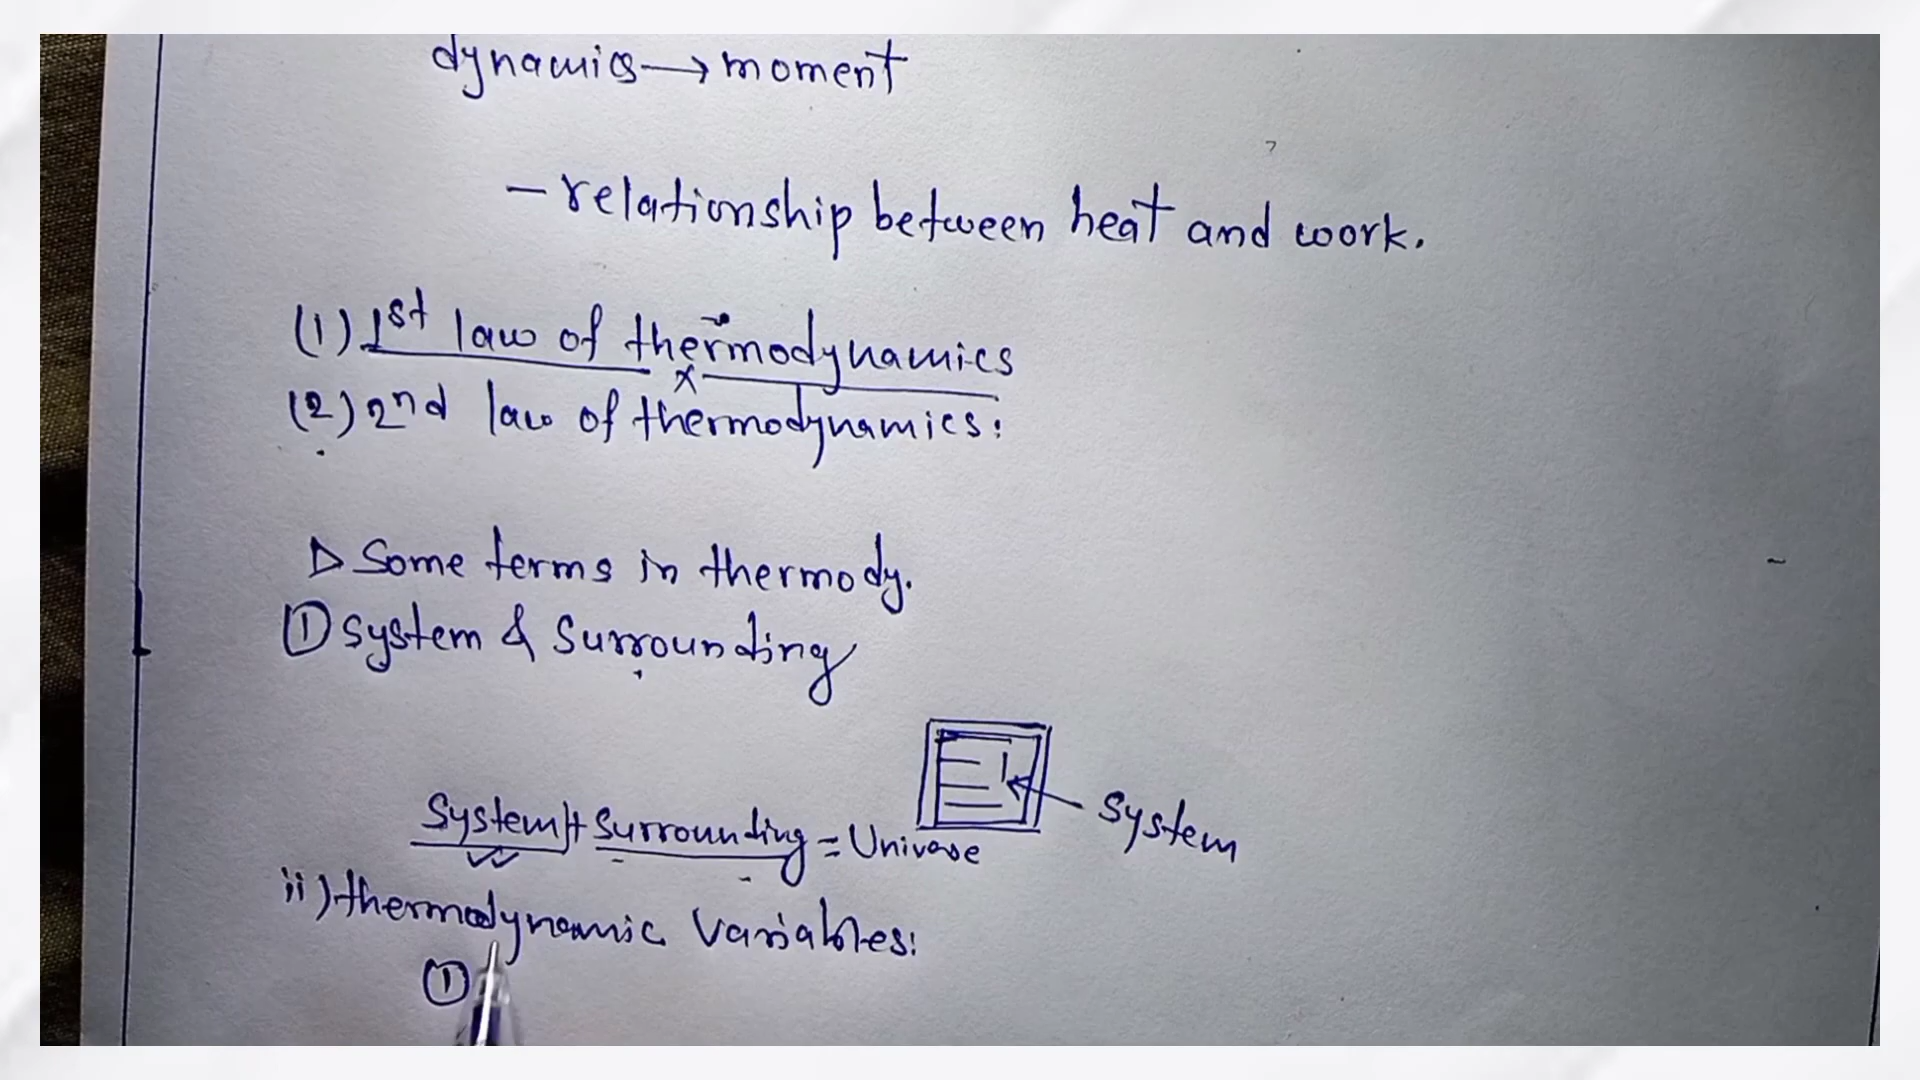 dynamics → moment
- relationship between heat and work.
(1) 1st law of thermodynamics
(2) 2nd law of thermodynamics:
▷ Some terms in thermody.
① System & Surrounding
System + Surrounding = Univase
System
ii) thermodynamic Variables:
①